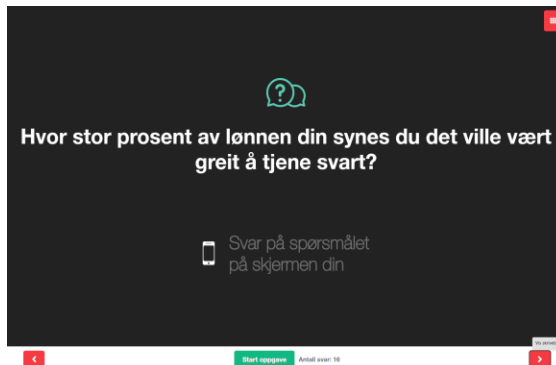 Hvor stor prosent av lønnen din synes du det ville vært
greit å tjene svart?
Svar på spørsmålet
på skjermen din
Start oppgave
Antall svar: 16